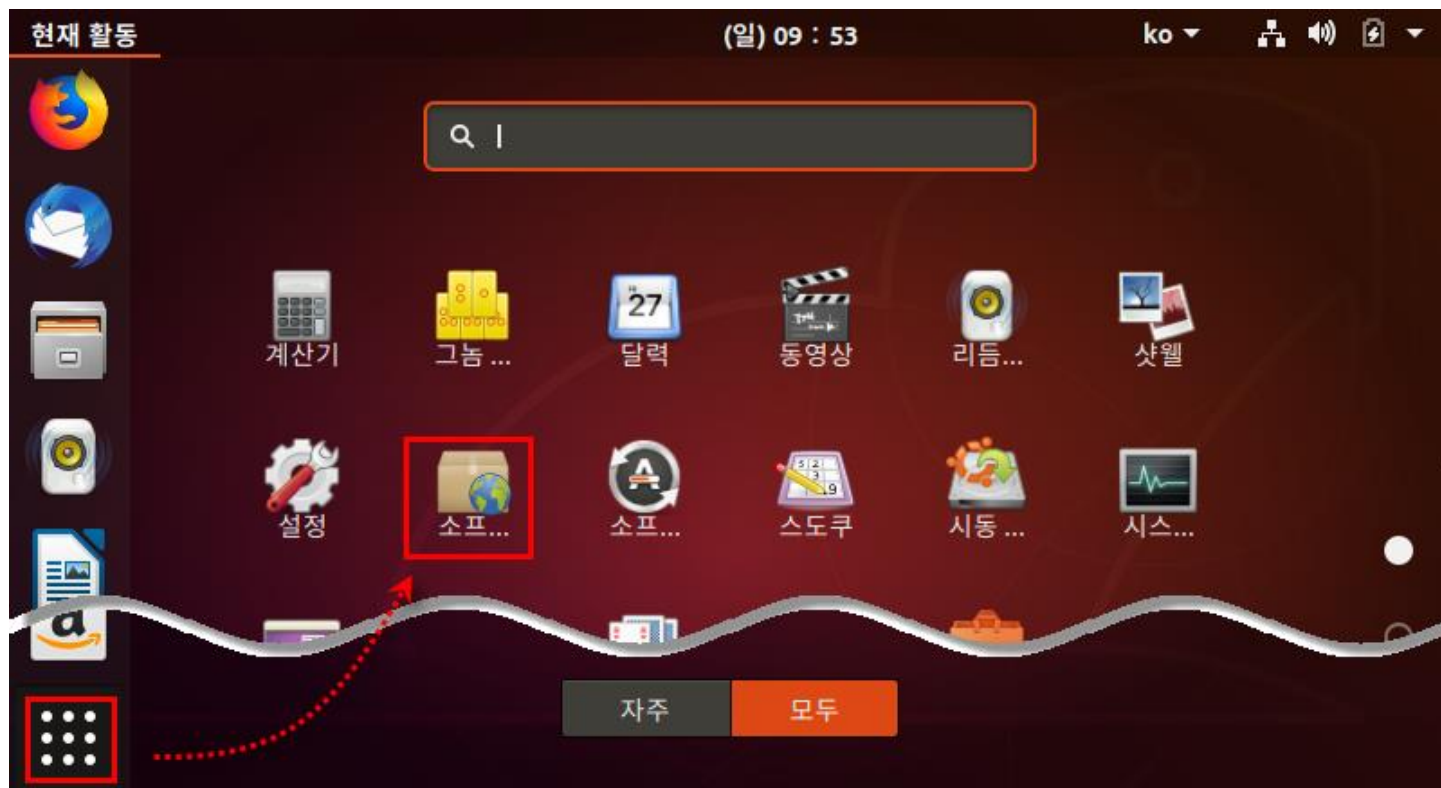 현재 활동
(일) 09 : 53
ko
27
계산기
그놈 ...
달력
동영상
리듬...
샷웰
설정
소프...
소프...
스도쿠
시동 ...
시스...
자주
모두